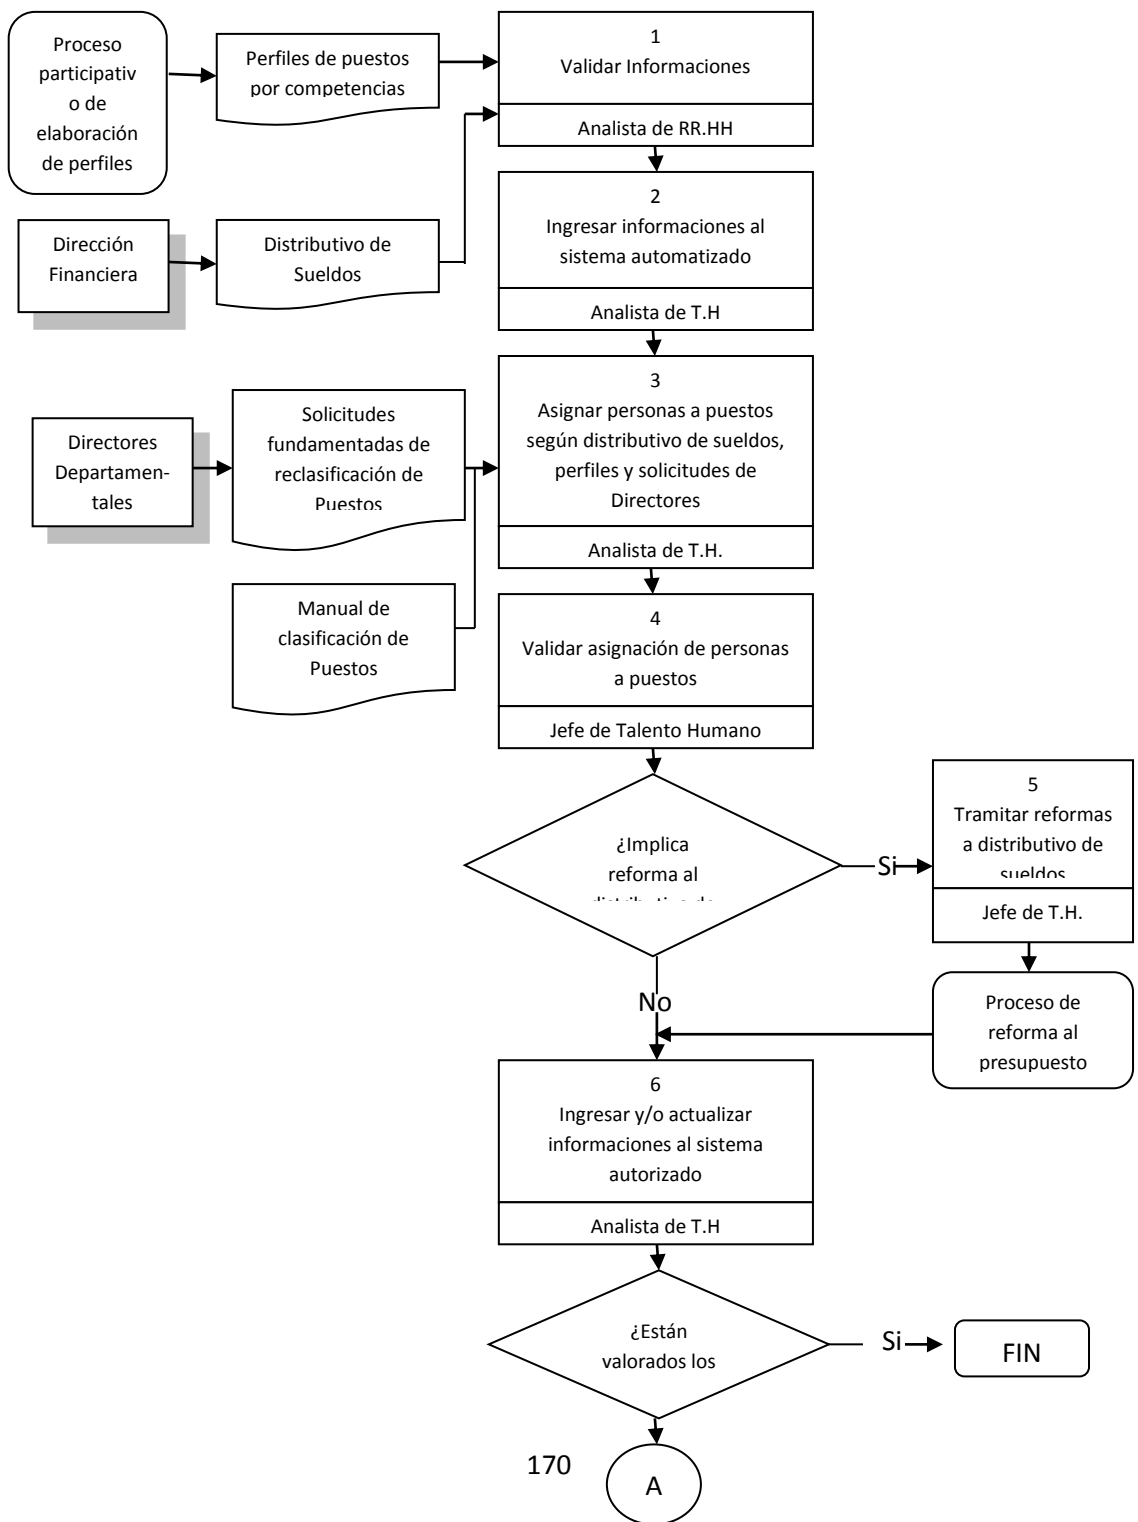 Proceso
participativ
o de
elaboración
de perfiles
Perfiles de puestos
por competencias
1
Validar Informaciones
Analista de RR.HH
Dirección
Financiera
Distributivo de
Sueldos
2
Ingresar informaciones al
sistema automatizado
Analista de T.H
Directores
Departamen-
tales
Solicitudes
fundamentadas de
reclasificación de
Puestos
3
Asignar personas a puestos
según distributivo de sueldos,
perfiles y solicitudes de
Directores
Analista de T.H.
Manual de
clasificación de
Puestos
4
Validar asignación de personas
a puestos
Jefe de Talento Humano
¿Implica
reforma al
Si
5
Tramitar reformas
a distributivo de
sueldos
Jefe de T.H.
No
Proceso de
reforma al
presupuesto
6
Ingresar y/o actualizar
informaciones al sistema
autorizado
Analista de T.H
¿Están
valorados los
Si
FIN
170
A